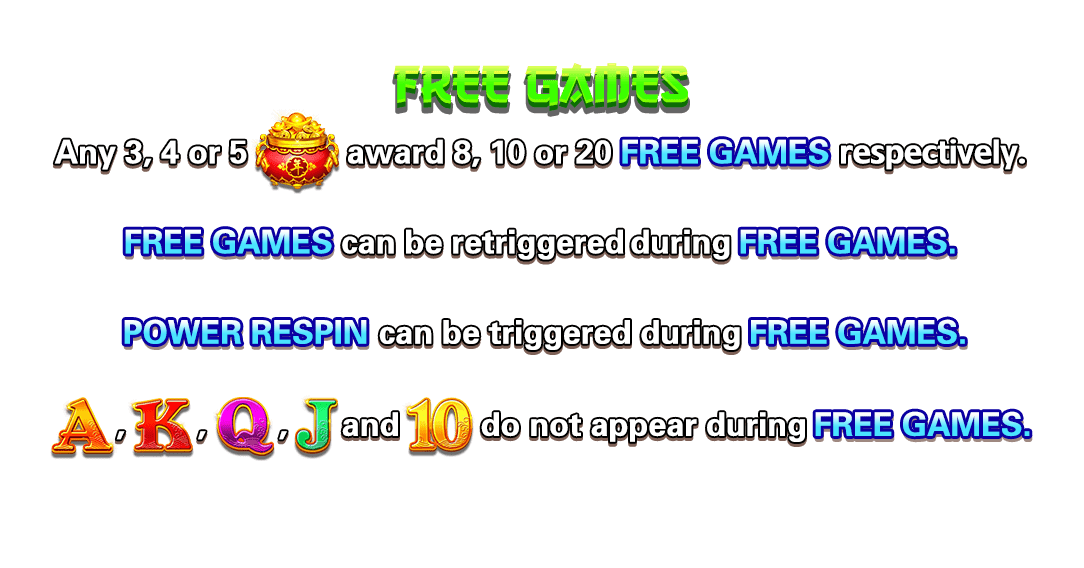 FREE GAMES
Any 3, 4 or 5 award 8, 10 or 20 FREE GAMES respectively.
FREE GAMES can be retriggered during FREE GAMES.
POWER RESPIN can be triggered during FREE GAMES.
A, K, Q, J and 10 do not appear during FREE GAMES.